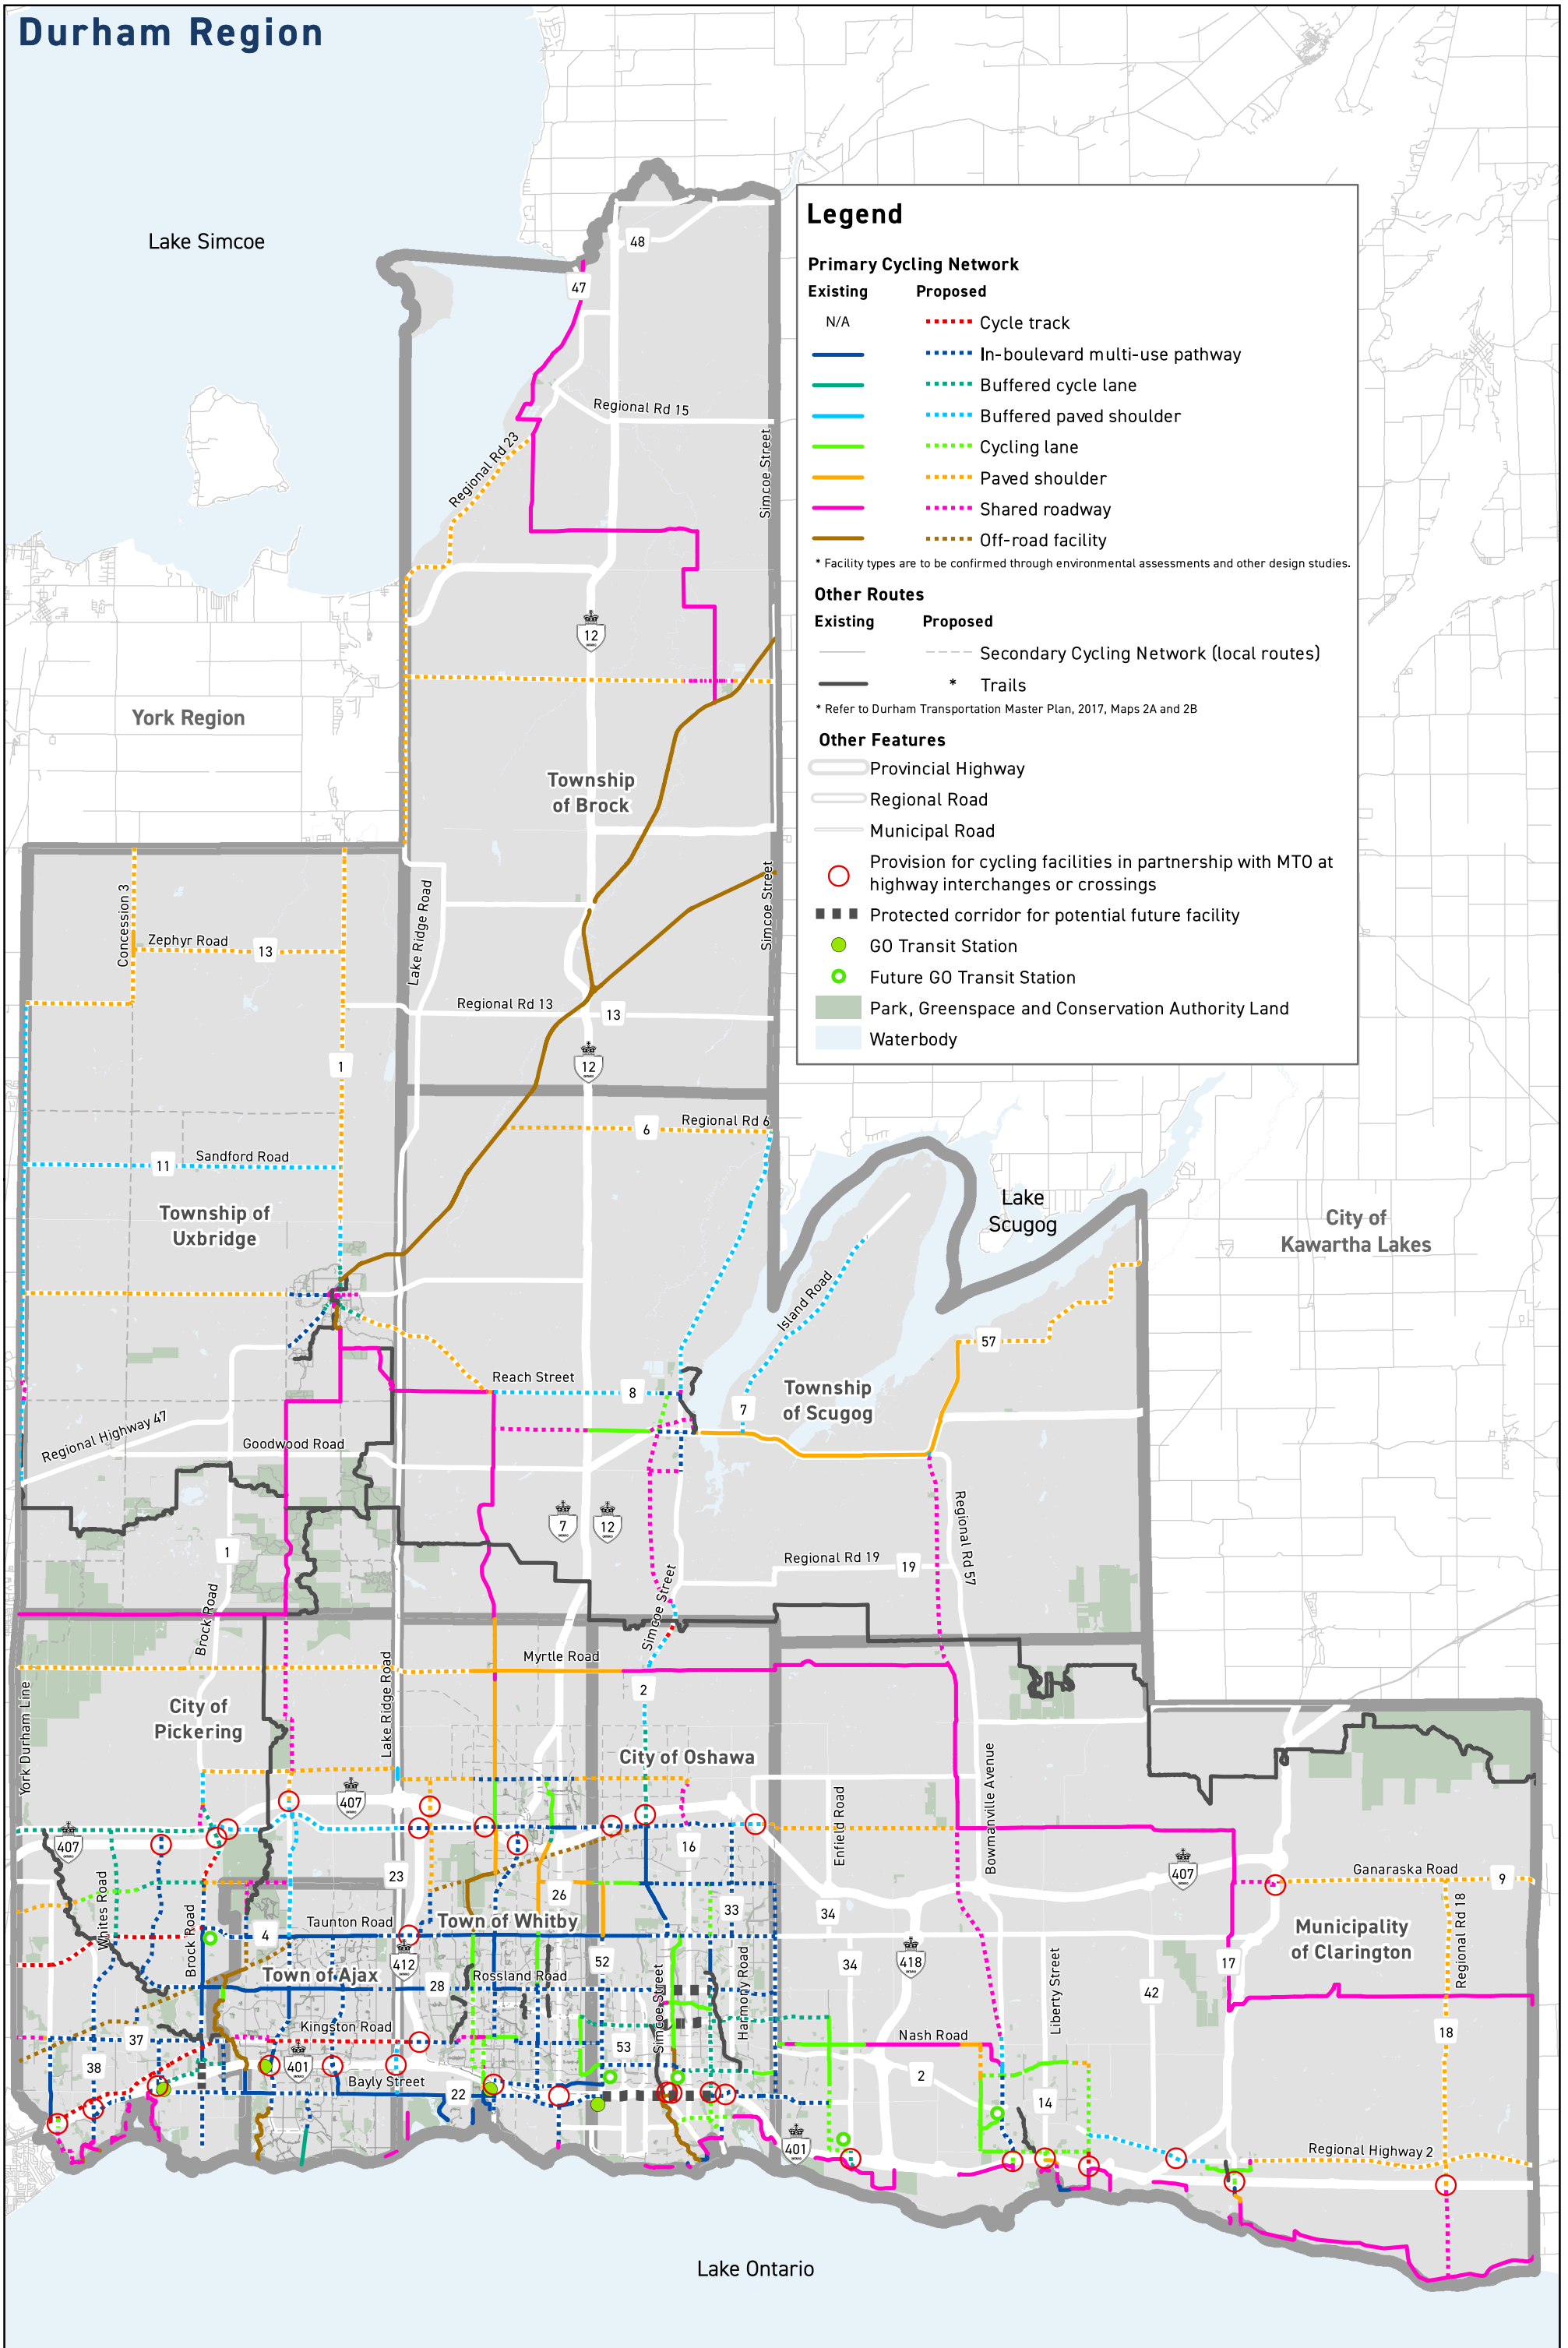 Durham Region
Lake Simcoe
48
47
Regional Rd 15
Regional Rd 23
Simcoe Street
12
York Region
Township
of Brock
Legend
Primary Cycling Network
Existing
Proposed
N/A
Cycle track
In-boulevard multi-use pathway
Buffered cycle lane
Buffered paved shoulder
Cycling lane
Paved shoulder
Shared roadway
Off-road facility
* Facility types are to be confirmed through environmental assessments and other design studies.
Other Routes
Existing
Proposed
Secondary Cycling Network (local routes)
* Trails
* Refer to Durham Transportation Master Plan, 2017, Maps 2A and 2B
Other Features
Provincial Highway
Regional Road
Municipal Road
Provision for cycling facilities in partnership with MTO at
highway interchanges or crossings
Protected corridor for potential future facility
GO Transit Station
Future GO Transit Station
Park, Greenspace and Conservation Authority Land
Waterbody
Concession 3
Zephyr Road
13
Lake Ridge Road
Simcoe Street
Regional Rd 13
13
1
12
6
Regional Rd 6
11
Sandford Road
Township of
Uxbridge
Lake
Scugog
City of
Kawartha Lakes
Island Road
57
Reach Street
8
7
Township
of Scugog
Regional Highway 47
Goodwood Road
7
12
1
Regional Rd 19
19
Regional Rd 57
Brock Road
Simcoe Street
Myrtle Road
2
York Durham Line
City of
Pickering
Lake Ridge Road
City of Oshawa
407
407
16
Enfield Road
Bowmanville Avenue
407
Ganaraska Road
9
23
26
33
34
Whites Road
Brock Road
4
Taunton Road
Town of Whitby
Municipality
of Clarington
Regional Rd 18
412
52
34
418
17
42
Town of Ajax
28
Rossland Road
Simcoe Street
Harmony Road
Liberty Street
37
Kingston Road
53
Nash Road
18
38
401
Bayly Street
22
2
14
401
Regional Highway 2
Lake Ontario